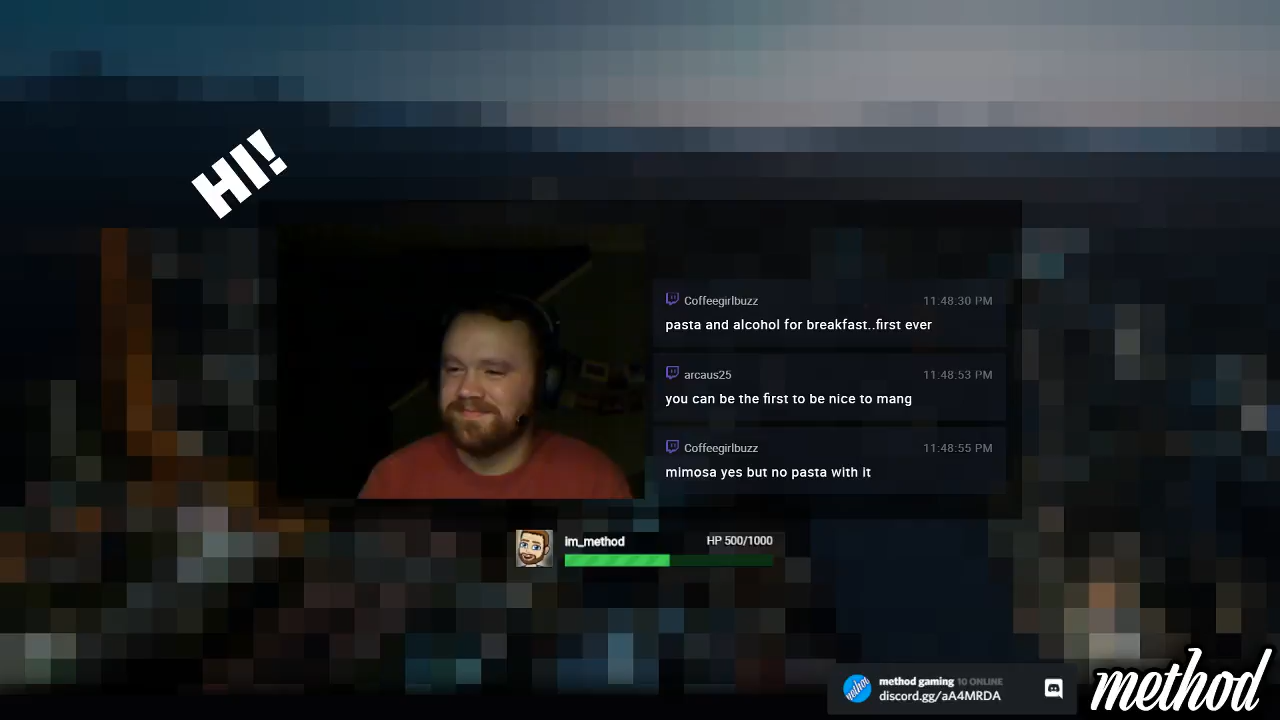 HI!
Coffeegirlbuzz 11:48:30 PM
pasta and alcohol for breakfast..first ever
arcaus25 11:48:53 PM
you can be the first to be nice to mang
Coffeegirlbuzz 11:48:55 PM
mimosa yes but no pasta with it
im_method HP 500/1000
method gaming 10 ONLINE
discord.gg/aA4MRDA
method
method